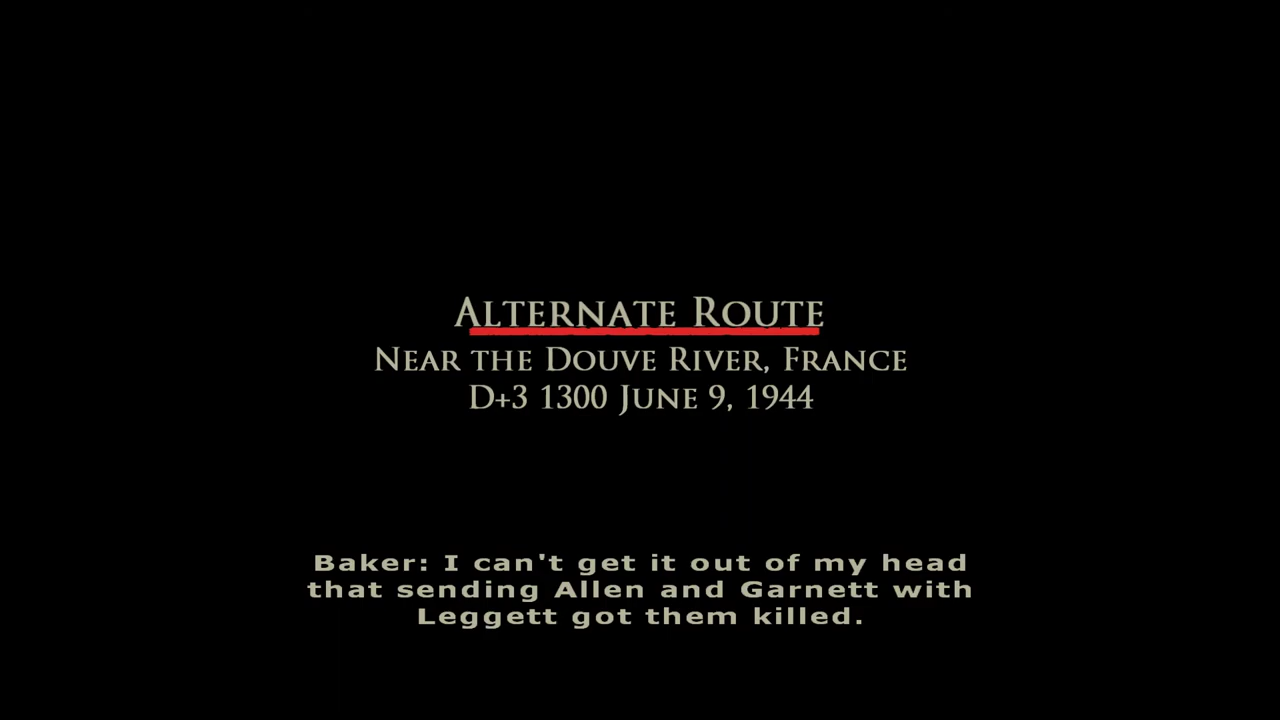 Alternate Route
Near the Douve River, France
D+3 1300 June 9, 1944
Baker: I can't get it out of my head
that sending Allen and Garnett with
Leggett got them killed.